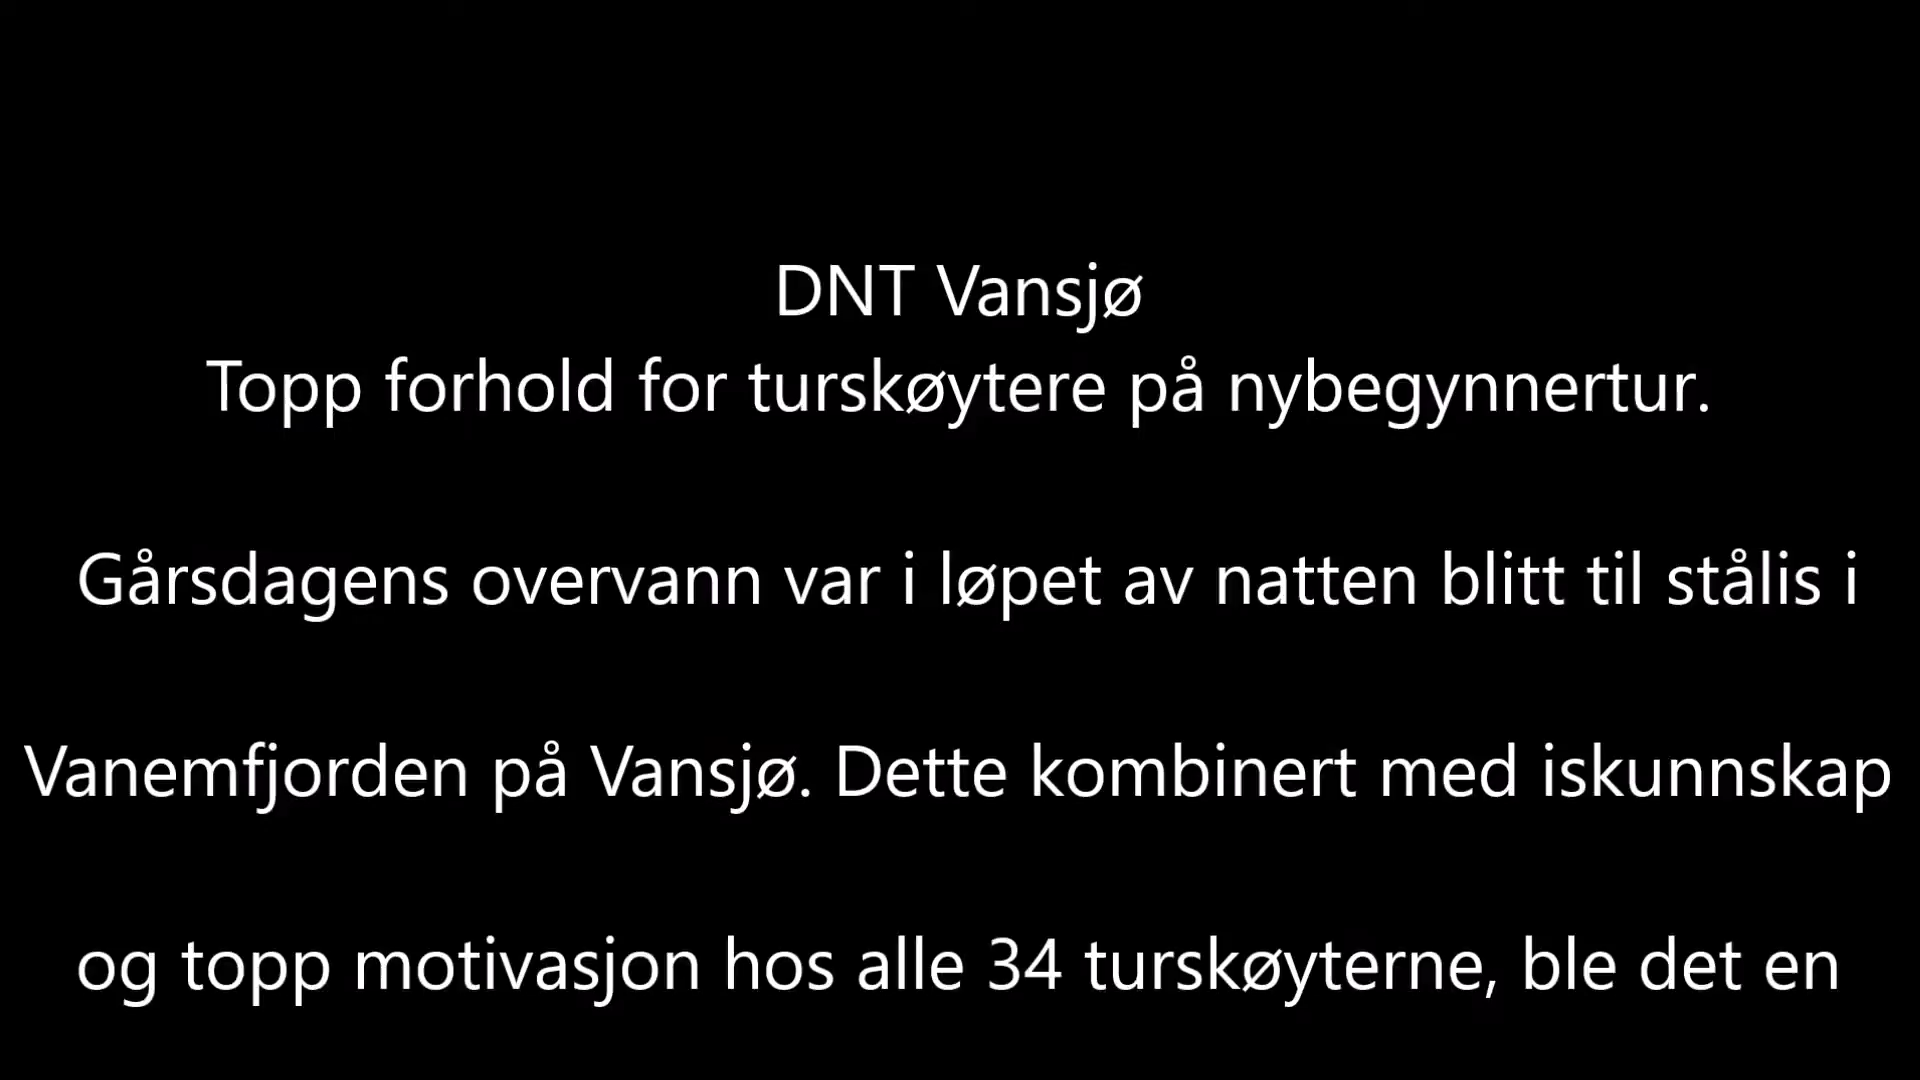 DNT Vansjø
Topp forhold for turskøytere på nybegynnertur.
Gårsdagens overvann var i løpet av natten blitt til stålis i
Vanemfjorden på Vansjø. Dette kombinert med iskunnskap
og topp motivasjon hos alle 34 turskøyterne, ble det en